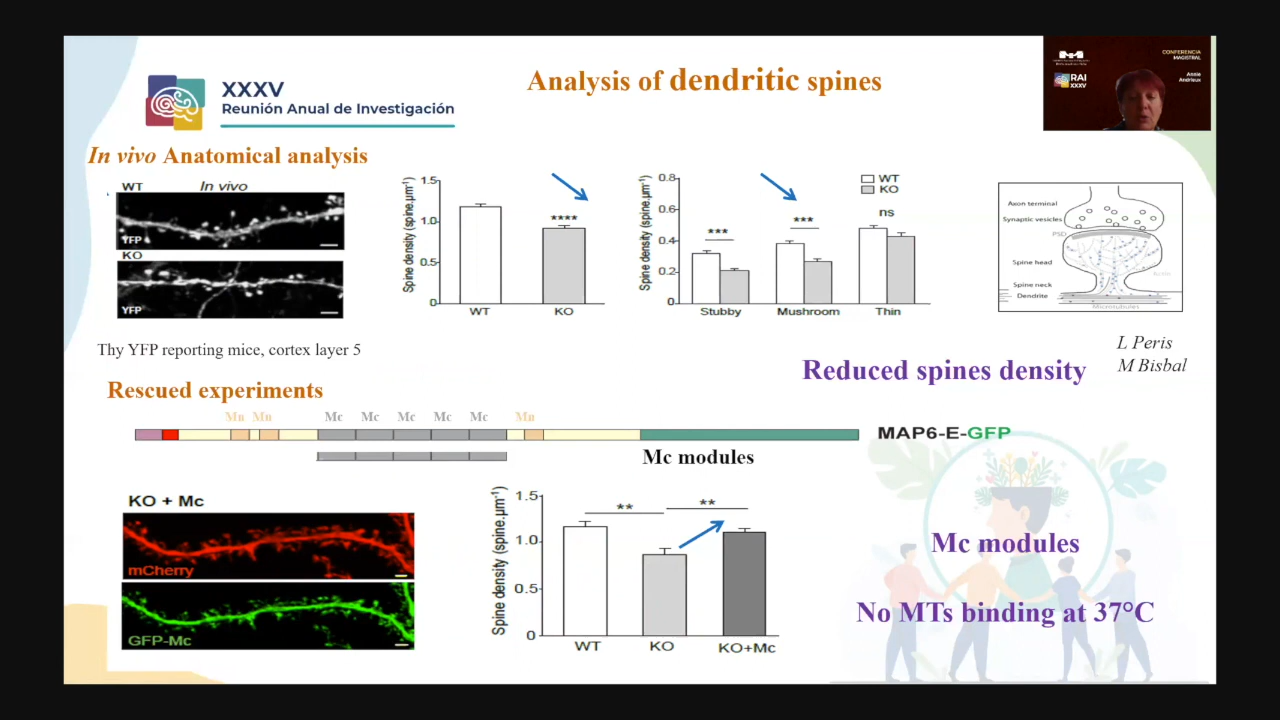 XXXV
Reunión Anual de Investigación
Analysis of dendritic spines
CONFERENCIA
MAGISTRAL
RAI
XXXV
Annie
Andrieux
In vivo Anatomical analysis
WT In vivo
YFP
KO
YFP
Thy YFP reporting mice, cortex layer 5
Spine density (spine.µm⁻¹)
1.5
1.0
0.5
0
****
WT KO
Spine density (spine.µm⁻¹)
0.8
0.6
0.4
0.2
0
WT
KO
*** *** ns
Stubby Mushroom Thin
Axon terminal
Synaptic vesicles
PSD
Spine head
Actin
Spine neck
Dendrite
Microtubules
L Peris
M Bisbal
Reduced spines density
Rescued experiments
Mn Mn Mc Mc Mc Mc Mc Mn
MAP6-E-GFP
Mc modules
KO + Mc
mCherry
GFP-Mc
Spine density (spine.µm⁻¹)
1.5
1.0
0.5
0
** **
WT KO KO+Mc
Mc modules
No MTs binding at 37°C